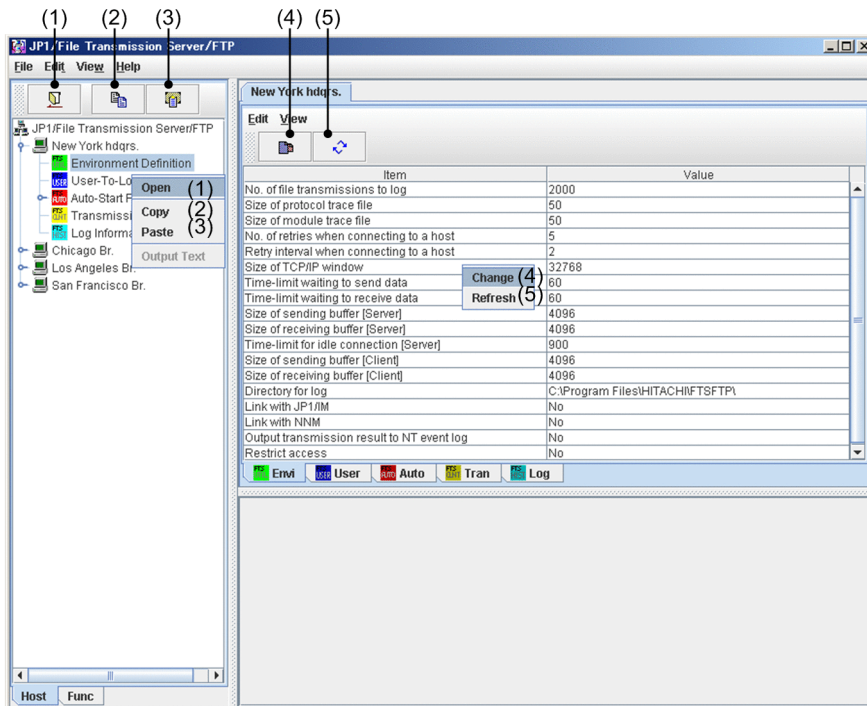 (1) (2) (3) (4) (5)
JP1/File Transmission Server/FTP
File Edit View Help
JP1/File Transmission Server/FTP
New York hdqrs.
Environment Definition
User-To-Lo
Auto-Start F
Transmissi
Log Informa
Chicago Br.
Los Angeles Br.
San Francisco Br.
Open (1)
Copy (2)
Paste (3)
Output Text
Host Func
New York hdqrs.
Edit View
Item Value
No. of file transmissions to log 2000
Size of protocol trace file 50
Size of module trace file 50
No. of retries when connecting to a host 5
Retry interval when connecting to a host 2
Size of TCP/IP window 32768
Time-limit waiting to send data 60
Time-limit waiting to receive data 60
Size of sending buffer [Server] 4096
Size of receiving buffer [Server] 4096
Time-limit for idle connection [Server] 900
Size of sending buffer [Client] 4096
Size of receiving buffer [Client] 4096
Directory for log C:\Program Files\HITACHI\FTSFTP\
Link with JP1/IM No
Link with NNM No
Output transmission result to NT event log No
Restrict access No
Change (4)
Refresh (5)
Envi User Auto Tran Log